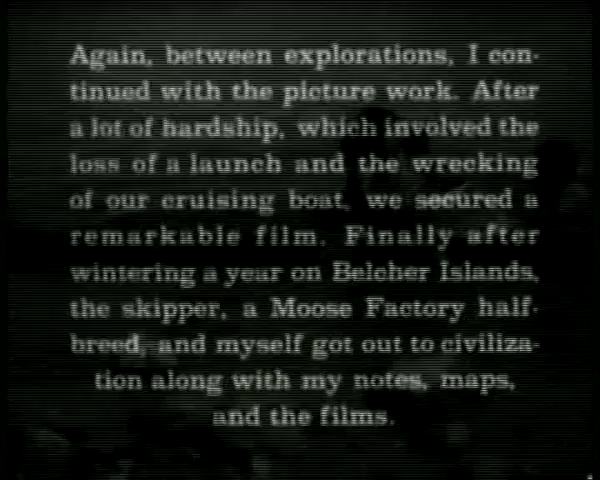 Again, between explorations, I con-
tinued with the picture work. After
a lot of hardship, which involved the
loss of a launch and the wrecking
of our cruising boat, we secured a
remarkable film. Finally after
wintering a year on Belcher Islands,
the skipper, a Moose Factory half-
breed, and myself got out to civiliza-
tion along with my notes, maps,
and the films.